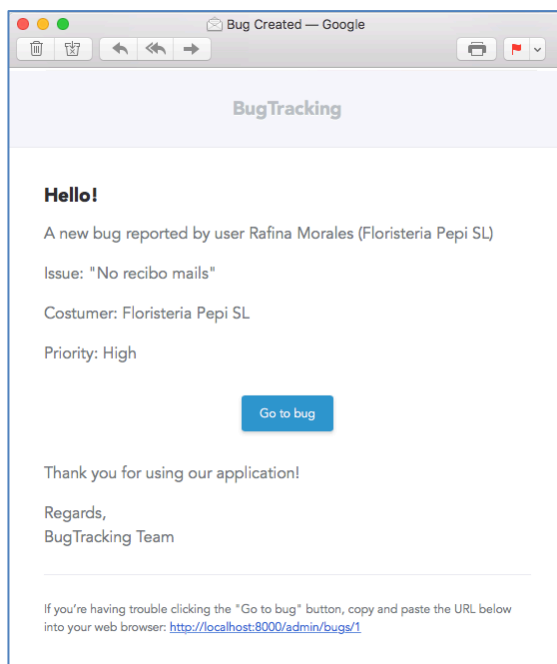 Bug Created — Google
BugTracking
Hello!
A new bug reported by user Rafina Morales (Floristeria Pepi SL)
Issue: "No recibo mails"
Costumer: Floristeria Pepi SL
Priority: High
Go to bug
Thank you for using our application!
Regards,
BugTracking Team
If you’re having trouble clicking the "Go to bug" button, copy and paste the URL below
into your web browser: http://localhost:8000/admin/bugs/1